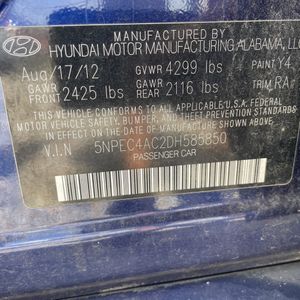 MANUFACTURED BY
HYUNDAI MOTOR MANUFACTURING ALABAMA, LLC
Aug/17/12 GVWR 4299 lbs PAINT Y4
GAWR FRONT 2425 lbs GAWR REAR 2116 lbs TRIM RA
THIS VEHICLE CONFORMS TO ALL APPLICABLE FEDERAL
MOTOR VEHICLE SAFETY, BUMPER, AND THEFT
PREVENTION STANDARDS IN EFFECT ON THE DATE OF
MANUFACTURE SHOWN ABOVE.
V.I.N 5NPEC4AC2DH585850
PASSENGER CAR